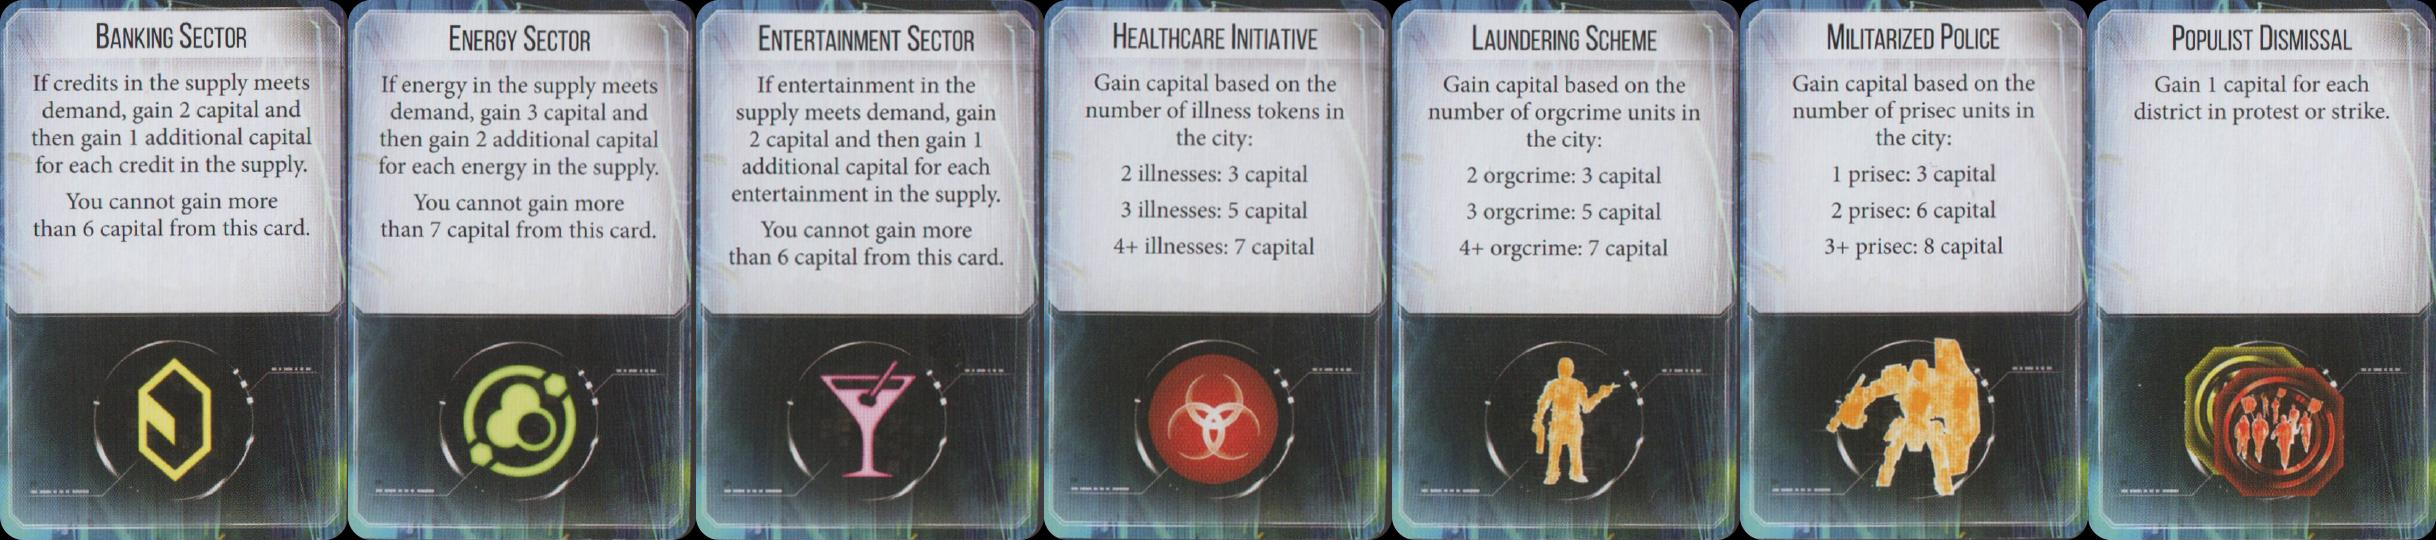 BANKING SECTOR
If credits in the supply meets
demand, gain 2 capital and
then gain 1 additional capital
for each credit in the supply.
You cannot gain more
than 6 capital from this card.
ENERGY SECTOR
If energy in the supply meets
demand, gain 3 capital and
then gain 2 additional capital
for each energy in the supply.
You cannot gain more
than 7 capital from this card.
ENTERTAINMENT SECTOR
If entertainment in the
supply meets demand, gain
2 capital and then gain 1
additional capital for each
entertainment in the supply.
You cannot gain more
than 6 capital from this card.
HEALTHCARE INITIATIVE
Gain capital based on the
number of illness tokens in
the city:
2 illnesses: 3 capital
3 illnesses: 5 capital
4+ illnesses: 7 capital
LAUNDERING SCHEME
Gain capital based on the
number of orgcrime units in
the city:
2 orgcrime: 3 capital
3 orgcrime: 5 capital
4+ orgcrime: 7 capital
MILITARIZED POLICE
Gain capital based on the
number of prisec units in
the city:
1 prisec: 3 capital
2 prisec: 6 capital
3+ prisec: 8 capital
POPULIST DISMISSAL
Gain 1 capital for each
district in protest or strike.